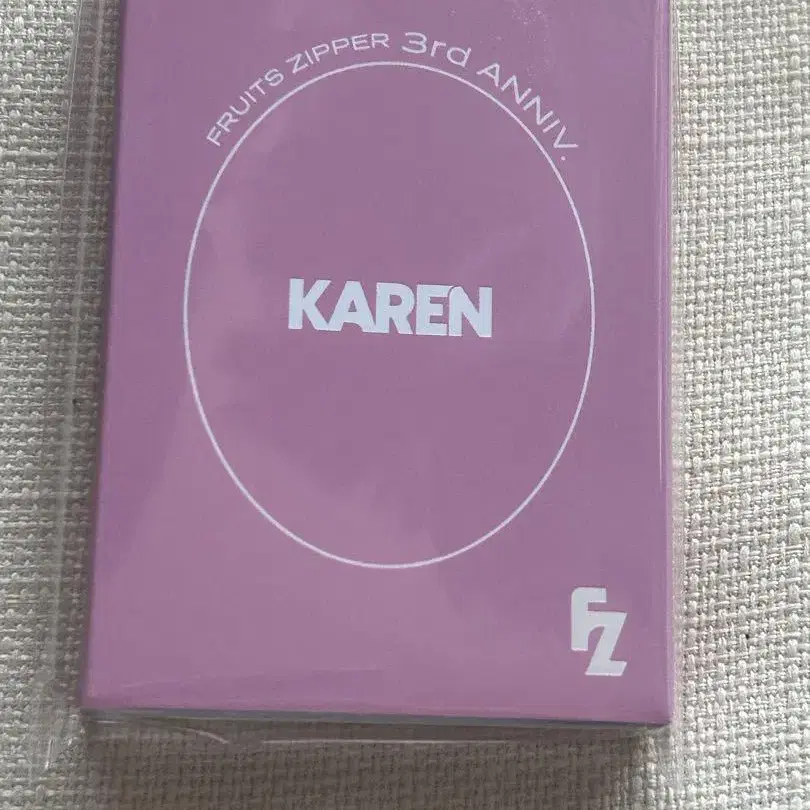 FRUITS ZIPPER 3rd ANNIV.
KAREN
FZ